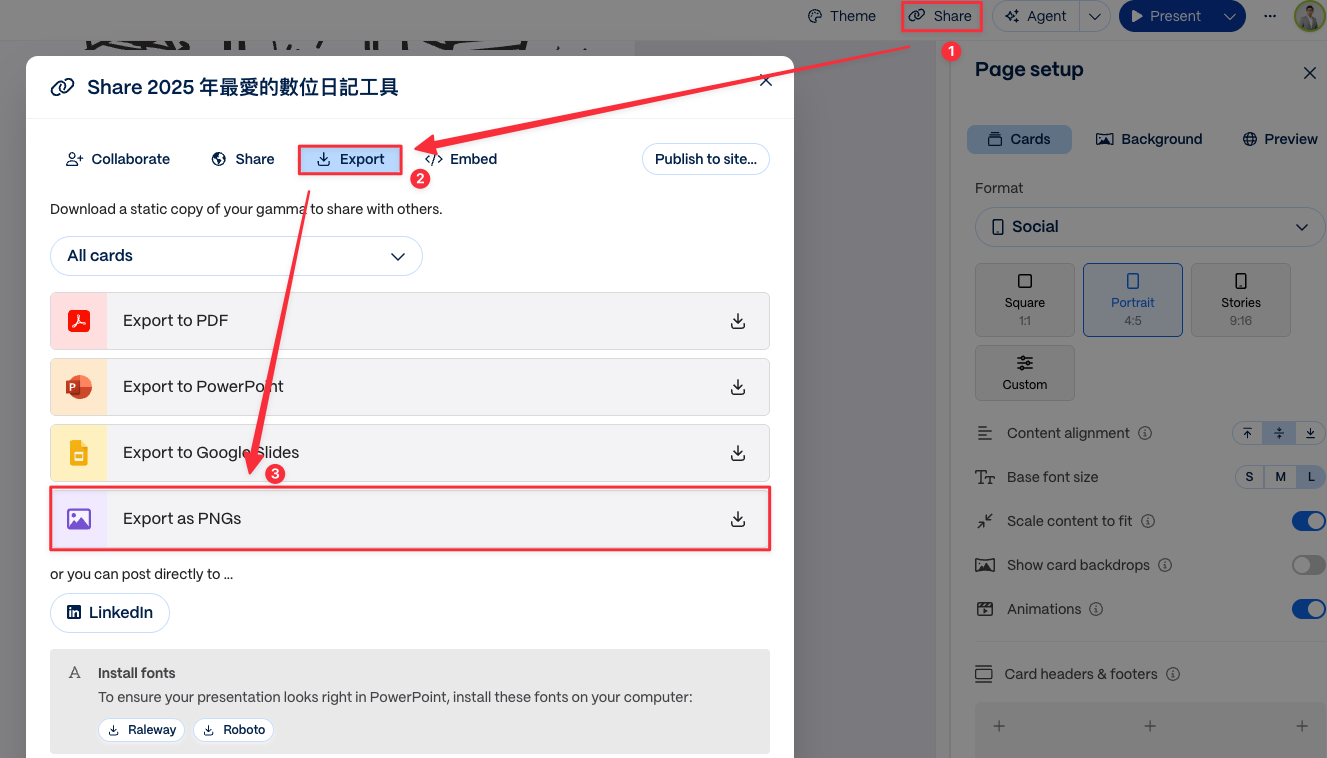 Theme
Share
Agent
Present
1
Share 2025 年最愛的數位日記工具
Collaborate
Share
Export
Embed
Publish to site...
2
Download a static copy of your gamma to share with others.
All cards
Export to PDF
Export to PowerPoint
Export to Google Slides
3
Export as PNGs
or you can post directly to ...
LinkedIn
Install fonts
To ensure your presentation looks right in PowerPoint, install these fonts on your computer:
Raleway
Roboto
Page setup
Cards
Background
Preview
Format
Social
Square
1:1
Portrait
4:5
Stories
9:16
Custom
Content alignment
Base font size
S
M
L
Scale content to fit
Show card backdrops
Animations
Card headers & footers